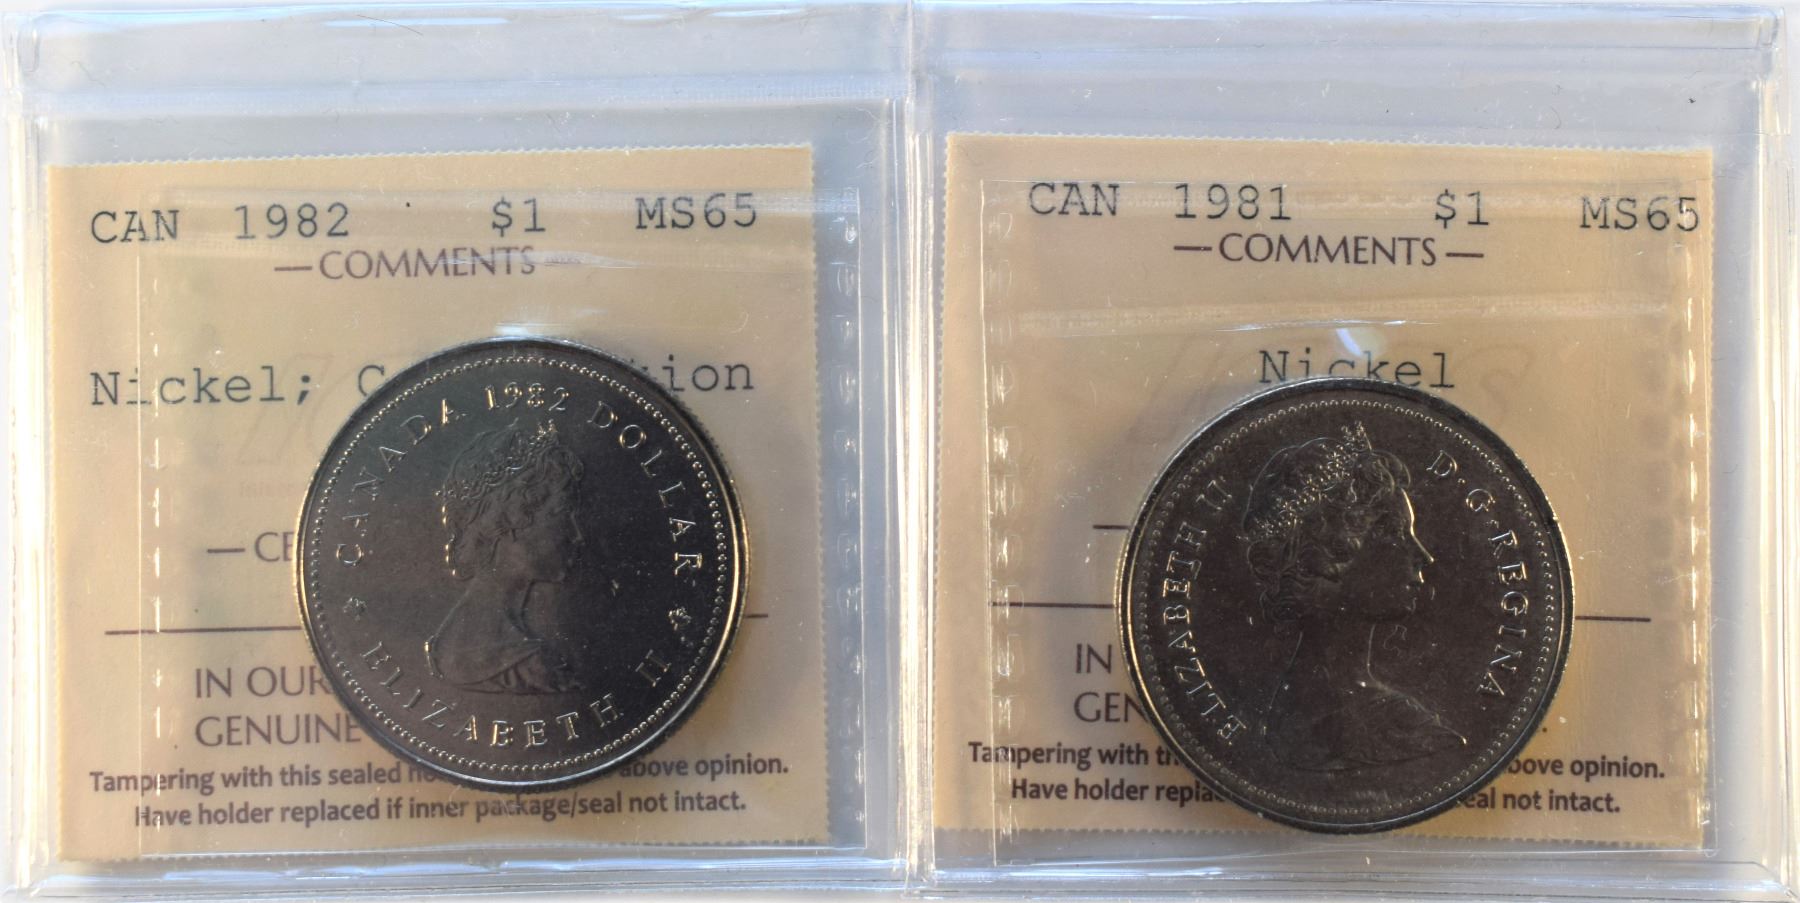 CAN 1982 $1 MS65
— COMMENTS —
Nickel;
— CE
IN OUR
GENUINE
Tampering with this sealed above opinion.
Have holder replaced if inner package/seal not intact.
CANADA 1982 DOLLAR
ELIZABETH II
CAN 1981 $1 MS65
— COMMENTS —
Nickel
IN
GEN
Tampering with above opinion.
Have holder seal not intact.
ELIZABETH II D·G·REGINA